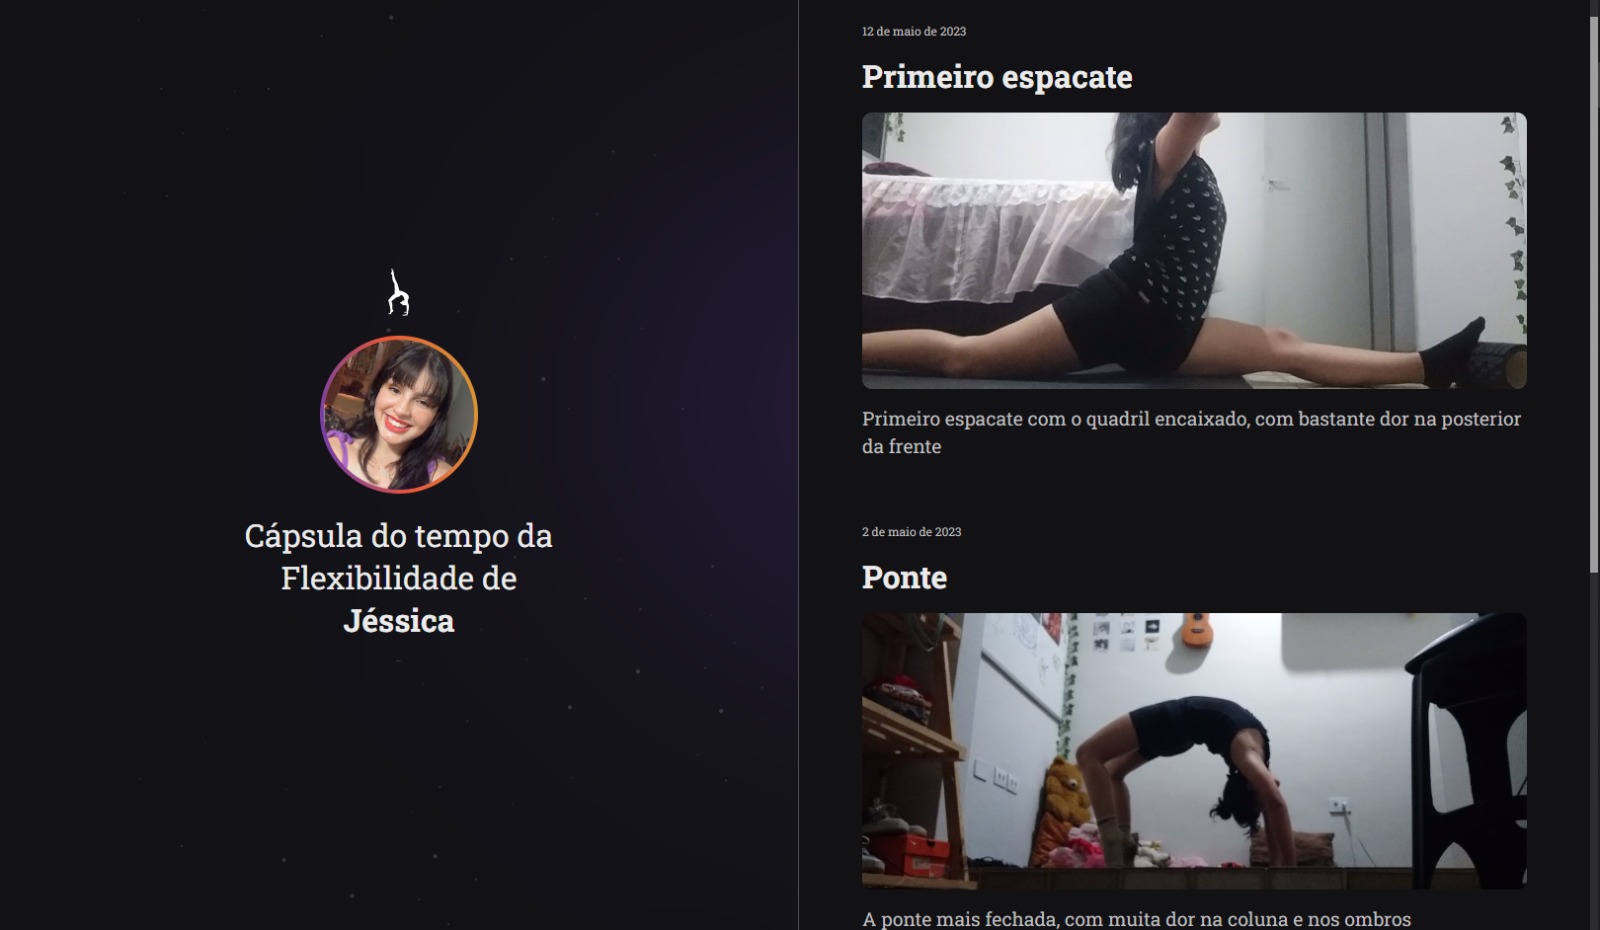 Cápsula do tempo da
Flexibilidade de
Jéssica
12 de maio de 2023
Primeiro espacate
Primeiro espacate com o quadril encaixado, com bastante dor na posterior
da frente
2 de maio de 2023
Ponte
A ponte mais fechada, com muita dor na coluna e nos ombros